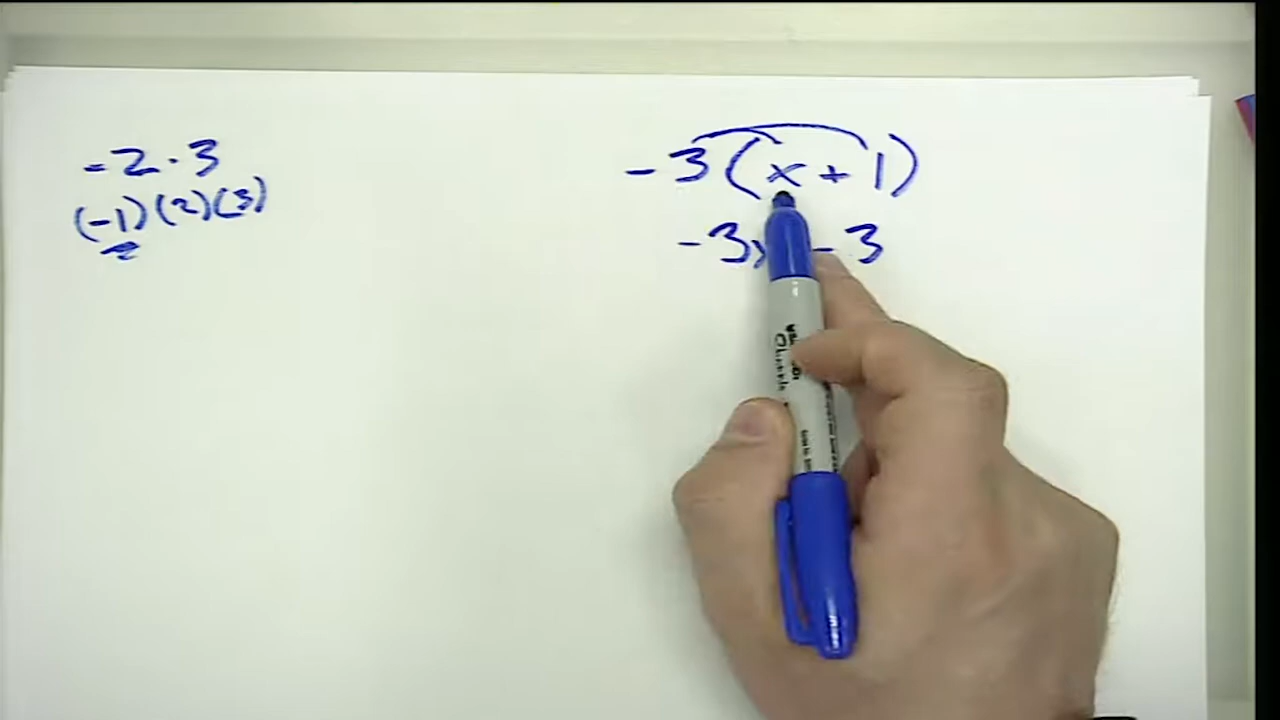 -2 · 3
(-1)(2)(3)
-3(x+1)
-3x - 3